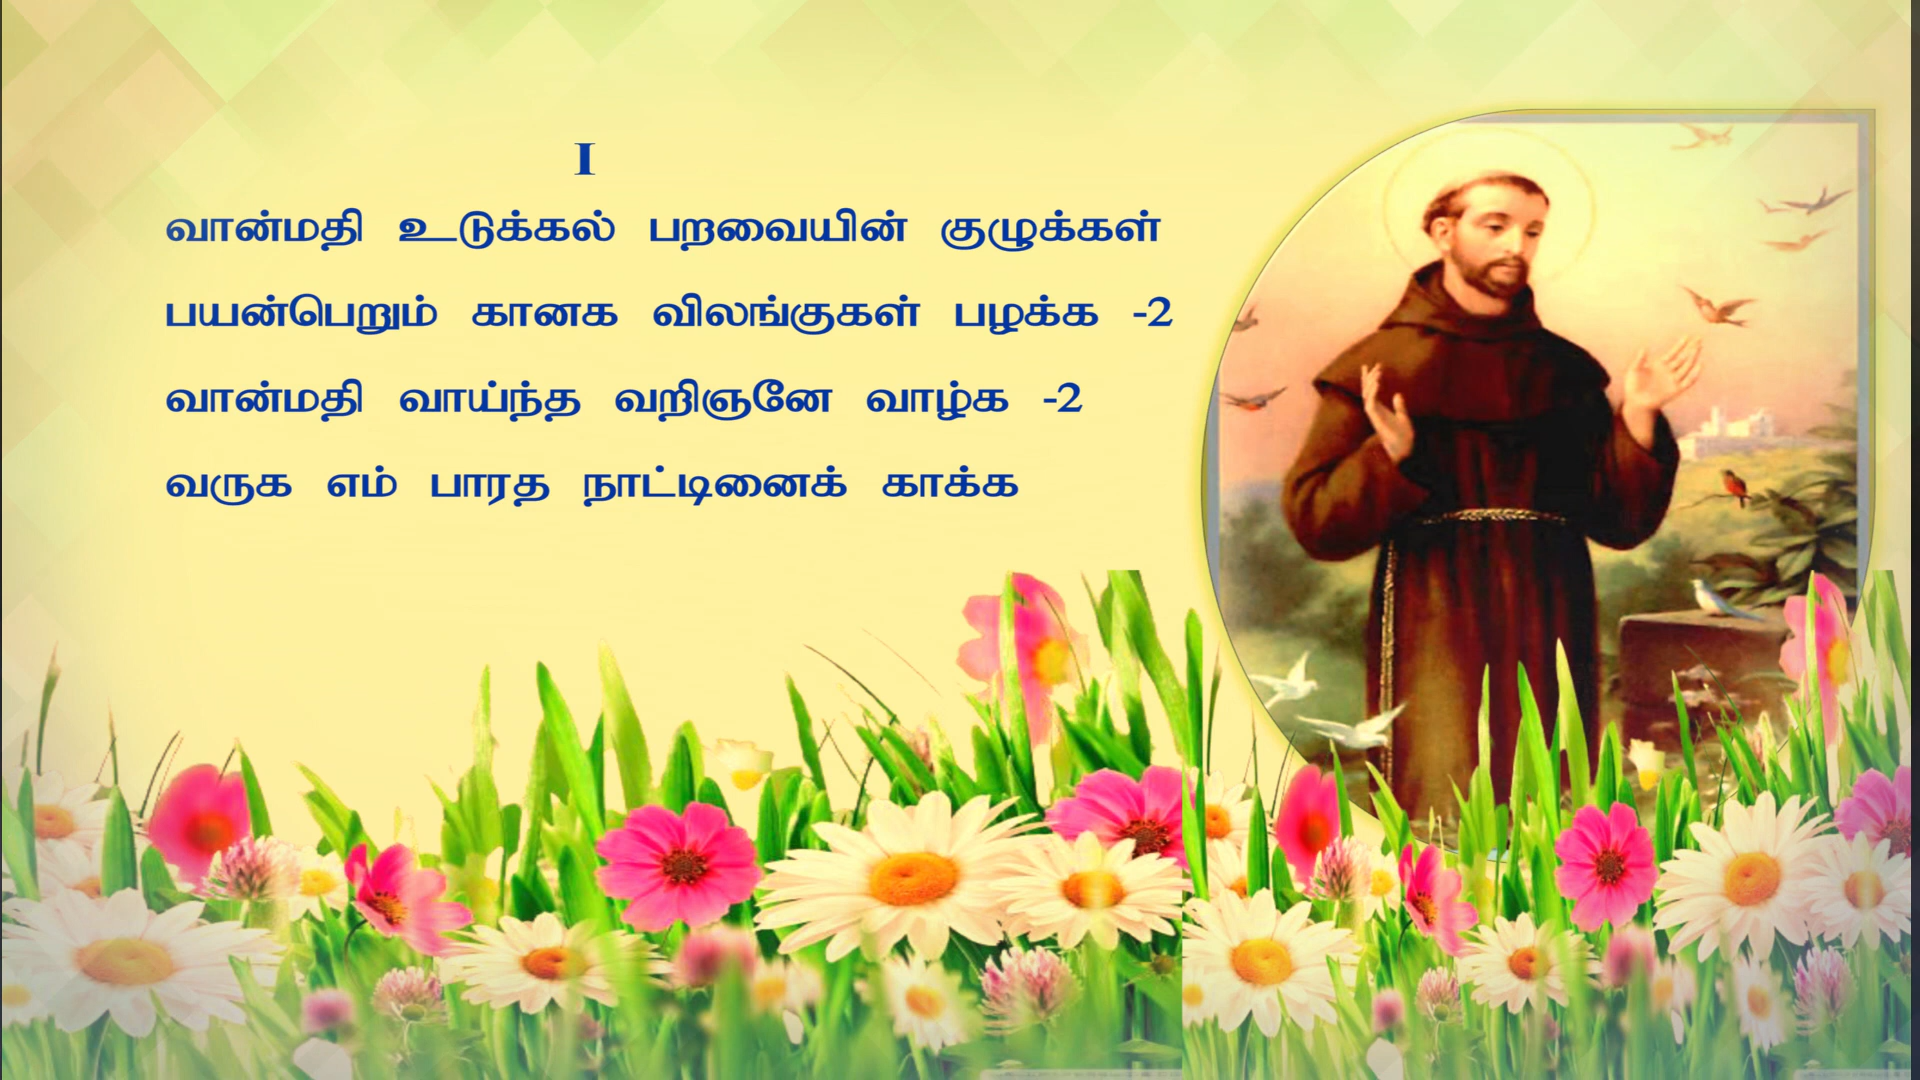 I
வான்மதி உடுக்கல் பறவையின் குழுக்கள்
பயன்பெறும் கானக விலங்குகள் பழக்க -2
வான்மதி வாய்ந்த வறிஞனே வாழ்க -2
வருக எம் பாரத நாட்டினைக் காக்க